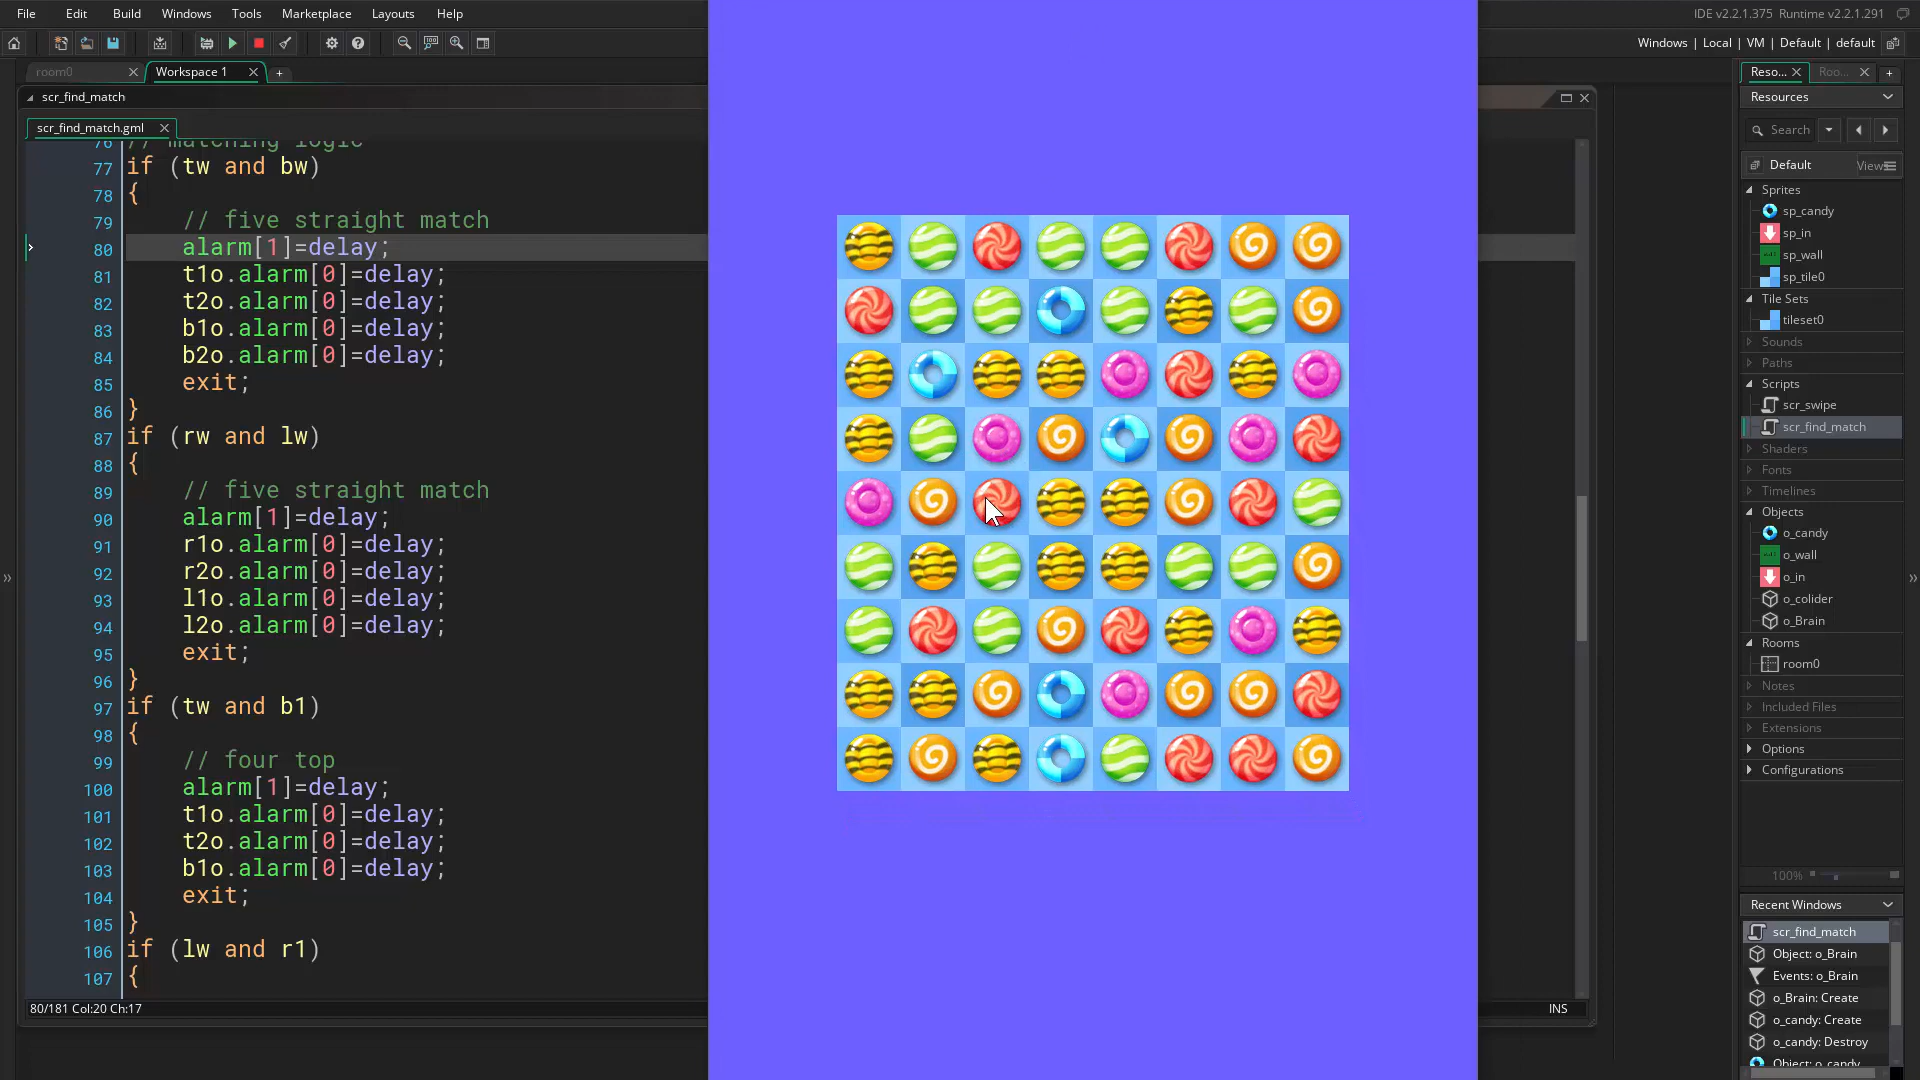 File Edit Build Windows Tools Marketplace Layouts Help
IDE v2.2.1.375 Runtime v2.2.1.291
Windows | Local | VM | Default | default
room0 Workspace 1
scr_find_match
scr_find_match.gml
76 // matching logic
77 if (tw and bw)
78 {
79 // five straight match
80 alarm[1]=delay;
81 t1o.alarm[0]=delay;
82 t2o.alarm[0]=delay;
83 b1o.alarm[0]=delay;
84 b2o.alarm[0]=delay;
85 exit;
86 }
87 if (rw and lw)
88 {
89 // five straight match
90 alarm[1]=delay;
91 r1o.alarm[0]=delay;
92 r2o.alarm[0]=delay;
93 l1o.alarm[0]=delay;
94 l2o.alarm[0]=delay;
95 exit;
96 }
97 if (tw and b1)
98 {
99 // four top
100 alarm[1]=delay;
101 t1o.alarm[0]=delay;
102 t2o.alarm[0]=delay;
103 b1o.alarm[0]=delay;
104 exit;
105 }
106 if (lw and r1)
107 {
80/181 Col:20 Ch:17
INS
Reso... Roo...
Resources
Search
Default View
Sprites
sp_candy
sp_in
sp_wall
sp_tile0
Tile Sets
tileset0
Sounds
Paths
Scripts
scr_swipe
scr_find_match
Shaders
Fonts
Timelines
Objects
o_candy
o_wall
o_in
o_colider
o_Brain
Rooms
room0
Notes
Included Files
Extensions
Options
Configurations
100%
Recent Windows
scr_find_match
Object: o_Brain
Events: o_Brain
o_Brain: Create
o_candy: Create
o_candy: Destroy
Object: o_candy